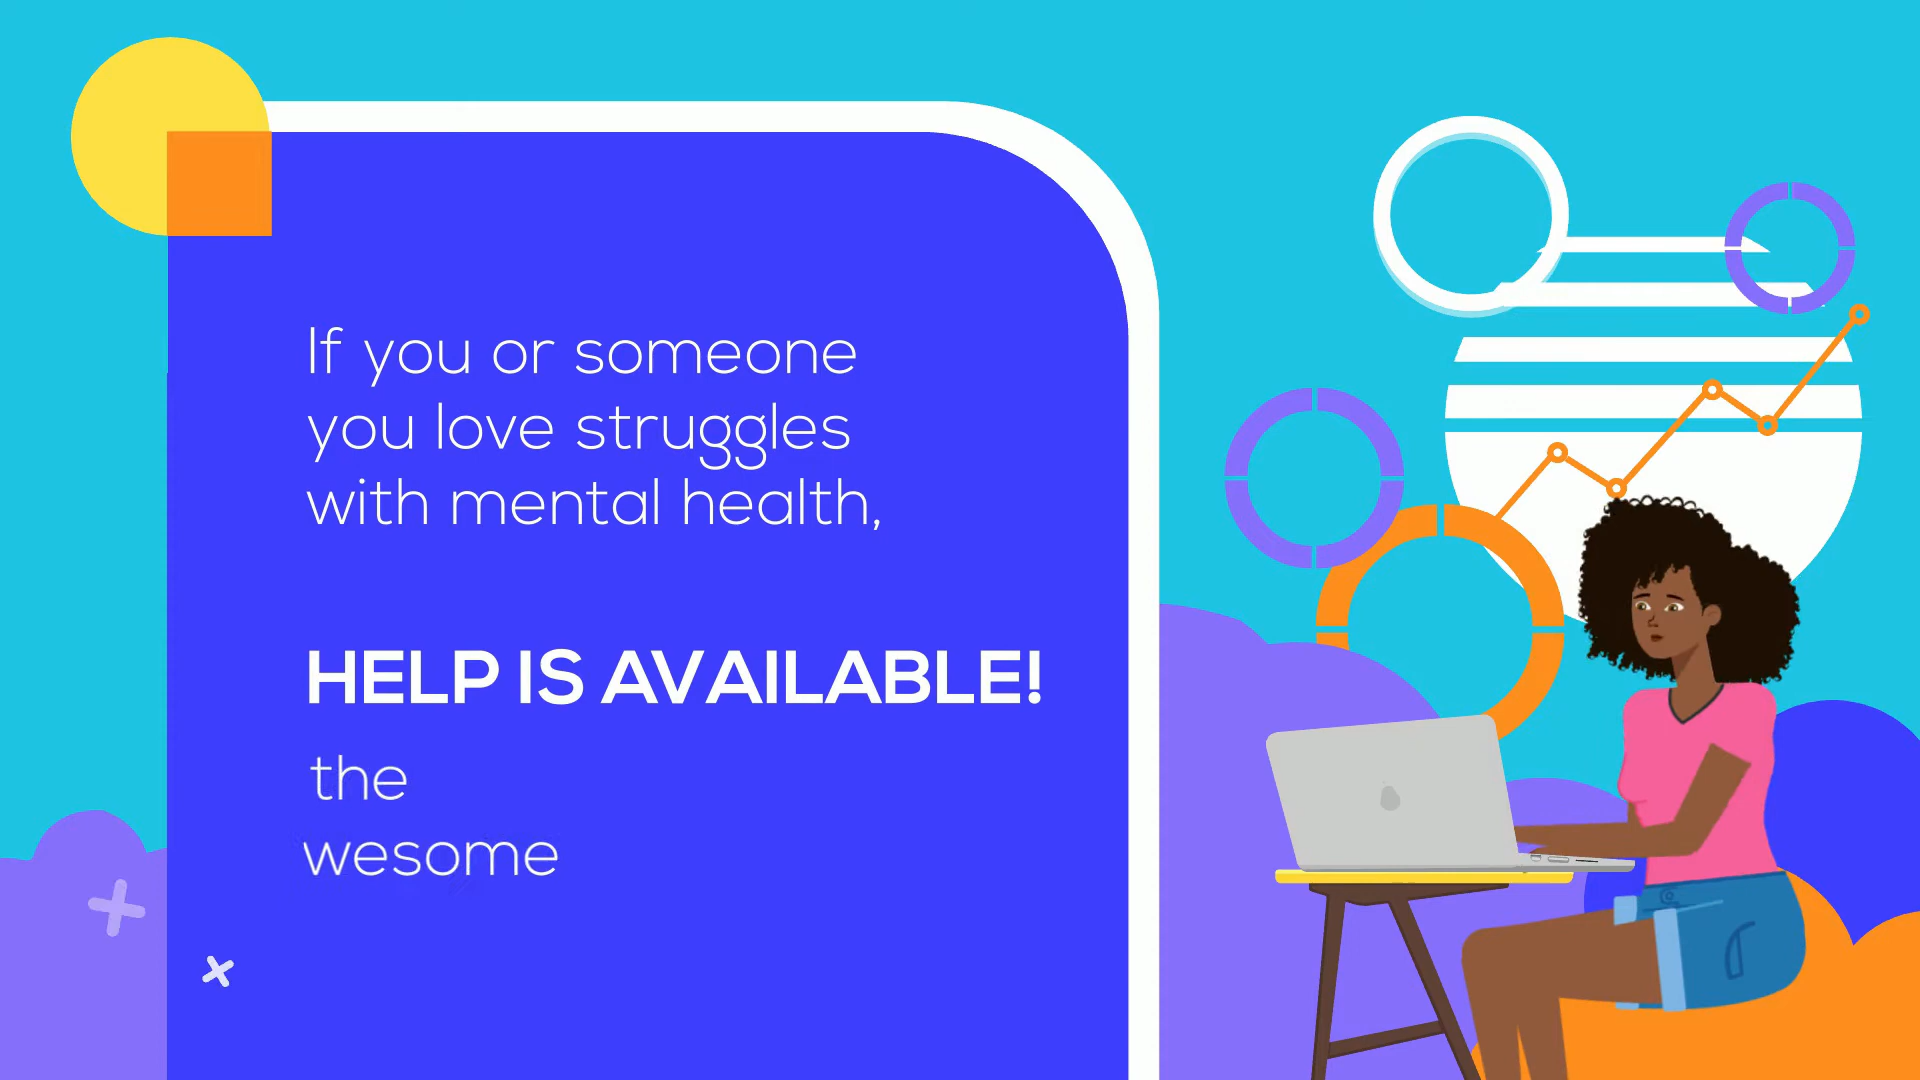 If you or someone
you love struggles
with mental health,
HELP IS AVAILABLE!
the
wesome